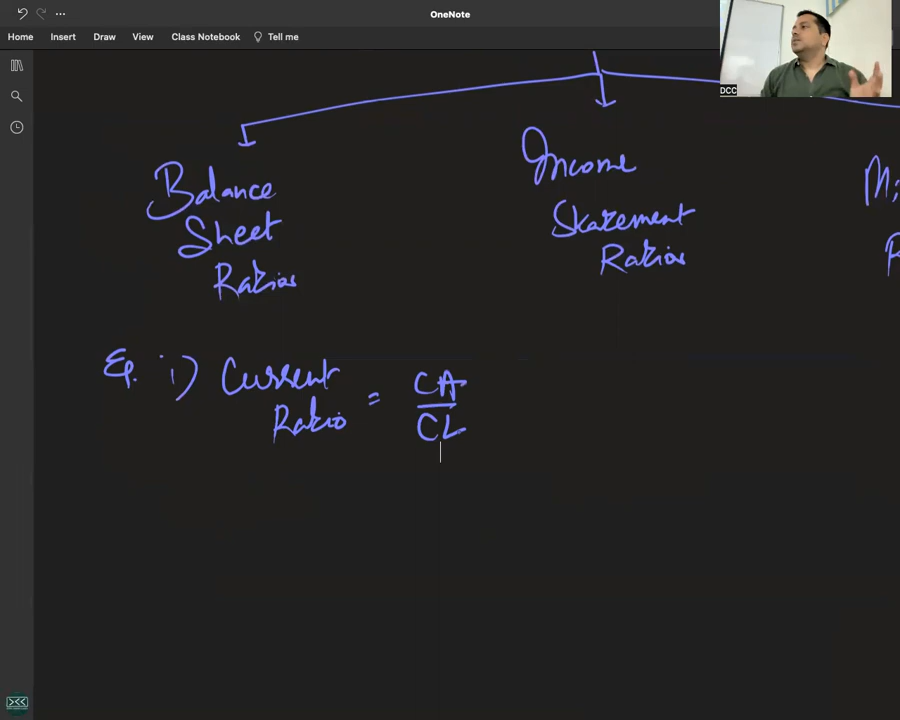 OneNote
Home Insert Draw View Class Notebook Tell me
DCC
Balance
Sheet
Ratios
Income
Statement
Ratios
Eg. i) Current
Ratio = CA
CL